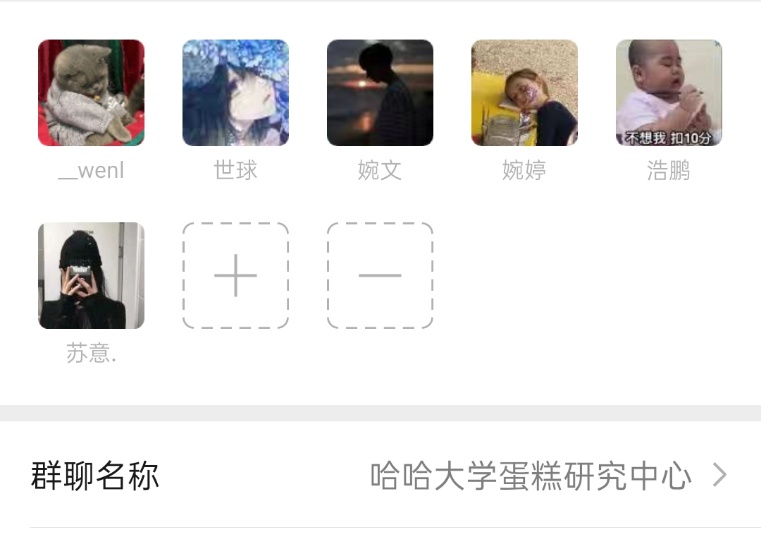 不想我 扣10分
__wenl
世球
婉文
婉婷
浩鹏
苏意.
群聊名称
哈哈大学蛋糕研究中心